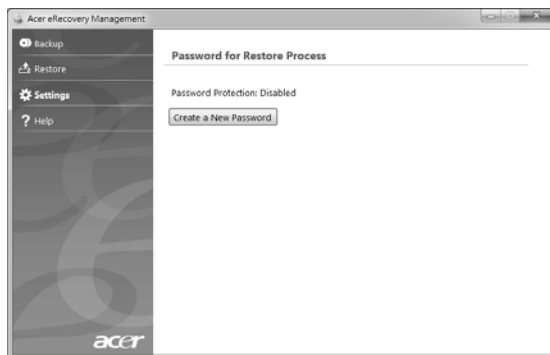 Acer eRecovery Management
Backup
Restore
Settings
Help
Password for Restore Process
Password Protection: Disabled
Create a New Password
acer